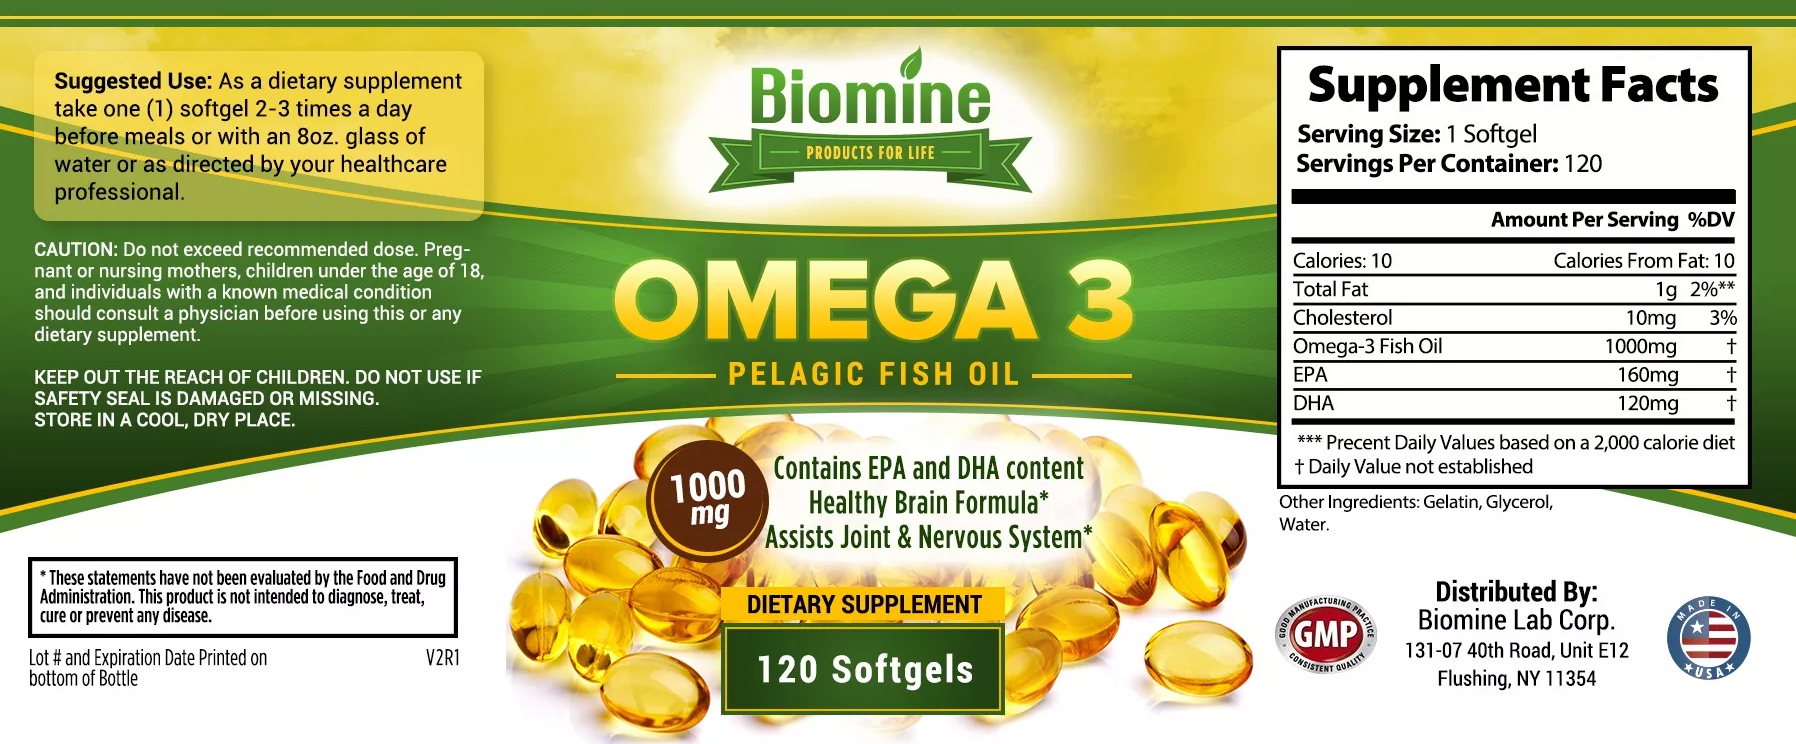 Suggested Use: As a dietary supplement
take one (1) softgel 2-3 times a day
before meals or with an 8oz. glass of
water or as directed by your healthcare
professional.
CAUTION: Do not exceed recommended dose. Preg-
nant or nursing mothers, children under the age of 18,
and individuals with a known medical condition
should consult a physician before using this or any
dietary supplement.
KEEP OUT THE REACH OF CHILDREN. DO NOT USE IF
SAFETY SEAL IS DAMAGED OR MISSING.
STORE IN A COOL, DRY PLACE.
* These statements have not been evaluated by the Food and Drug
Administration. This product is not intended to diagnose, treat,
cure or prevent any disease.
Lot # and Expiration Date Printed on
bottom of Bottle
V2R1
Biomine
PRODUCTS FOR LIFE
OMEGA 3
PELAGIC FISH OIL
1000
mg
Contains EPA and DHA content
Healthy Brain Formula*
Assists Joint & Nervous System*
DIETARY SUPPLEMENT
120 Softgels
Supplement Facts
Serving Size: 1 Softgel
Servings Per Container: 120
Amount Per Serving %DV
Calories: 10 Calories From Fat: 10
Total Fat 1g 2%**
Cholesterol 10mg 3%
Omega-3 Fish Oil 1000mg †
EPA 160mg †
DHA 120mg †
*** Precent Daily Values based on a 2,000 calorie diet
† Daily Value not established
Other Ingredients: Gelatin, Glycerol,
Water.
GOOD MANUFACTURING PRACTICE
GMP
CONSISTENT QUALITY
Distributed By:
Biomine Lab Corp.
131-07 40th Road, Unit E12
Flushing, NY 11354
MADE IN
USA